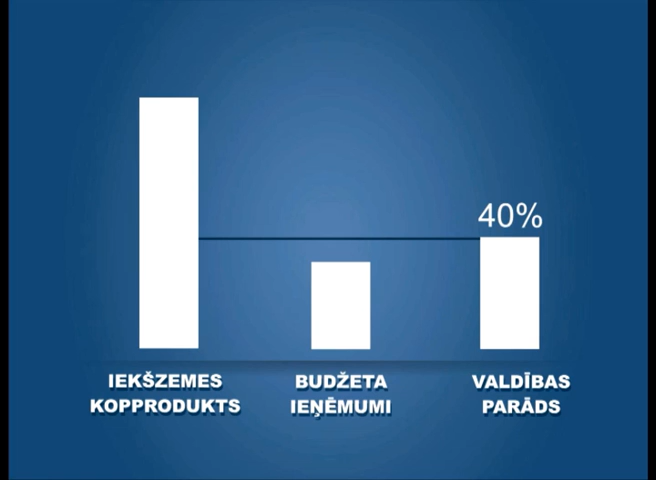 40%
IEKŠZEMES
KOPPRODUKTS
BUDŽETA
IEŅĒMUMI
VALDĪBAS
PARĀDS